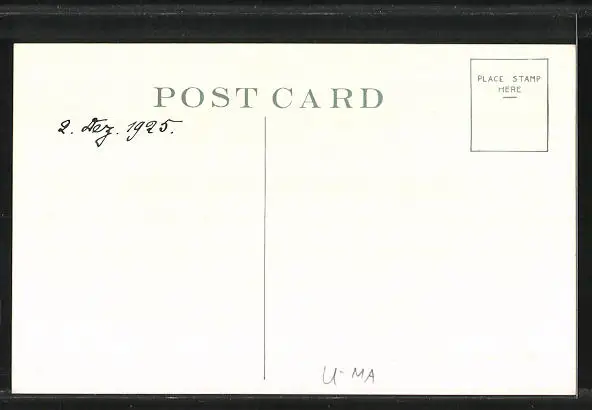 POST CARD
PLACE STAMP
HERE
2. Dez. 1925.
U-MA